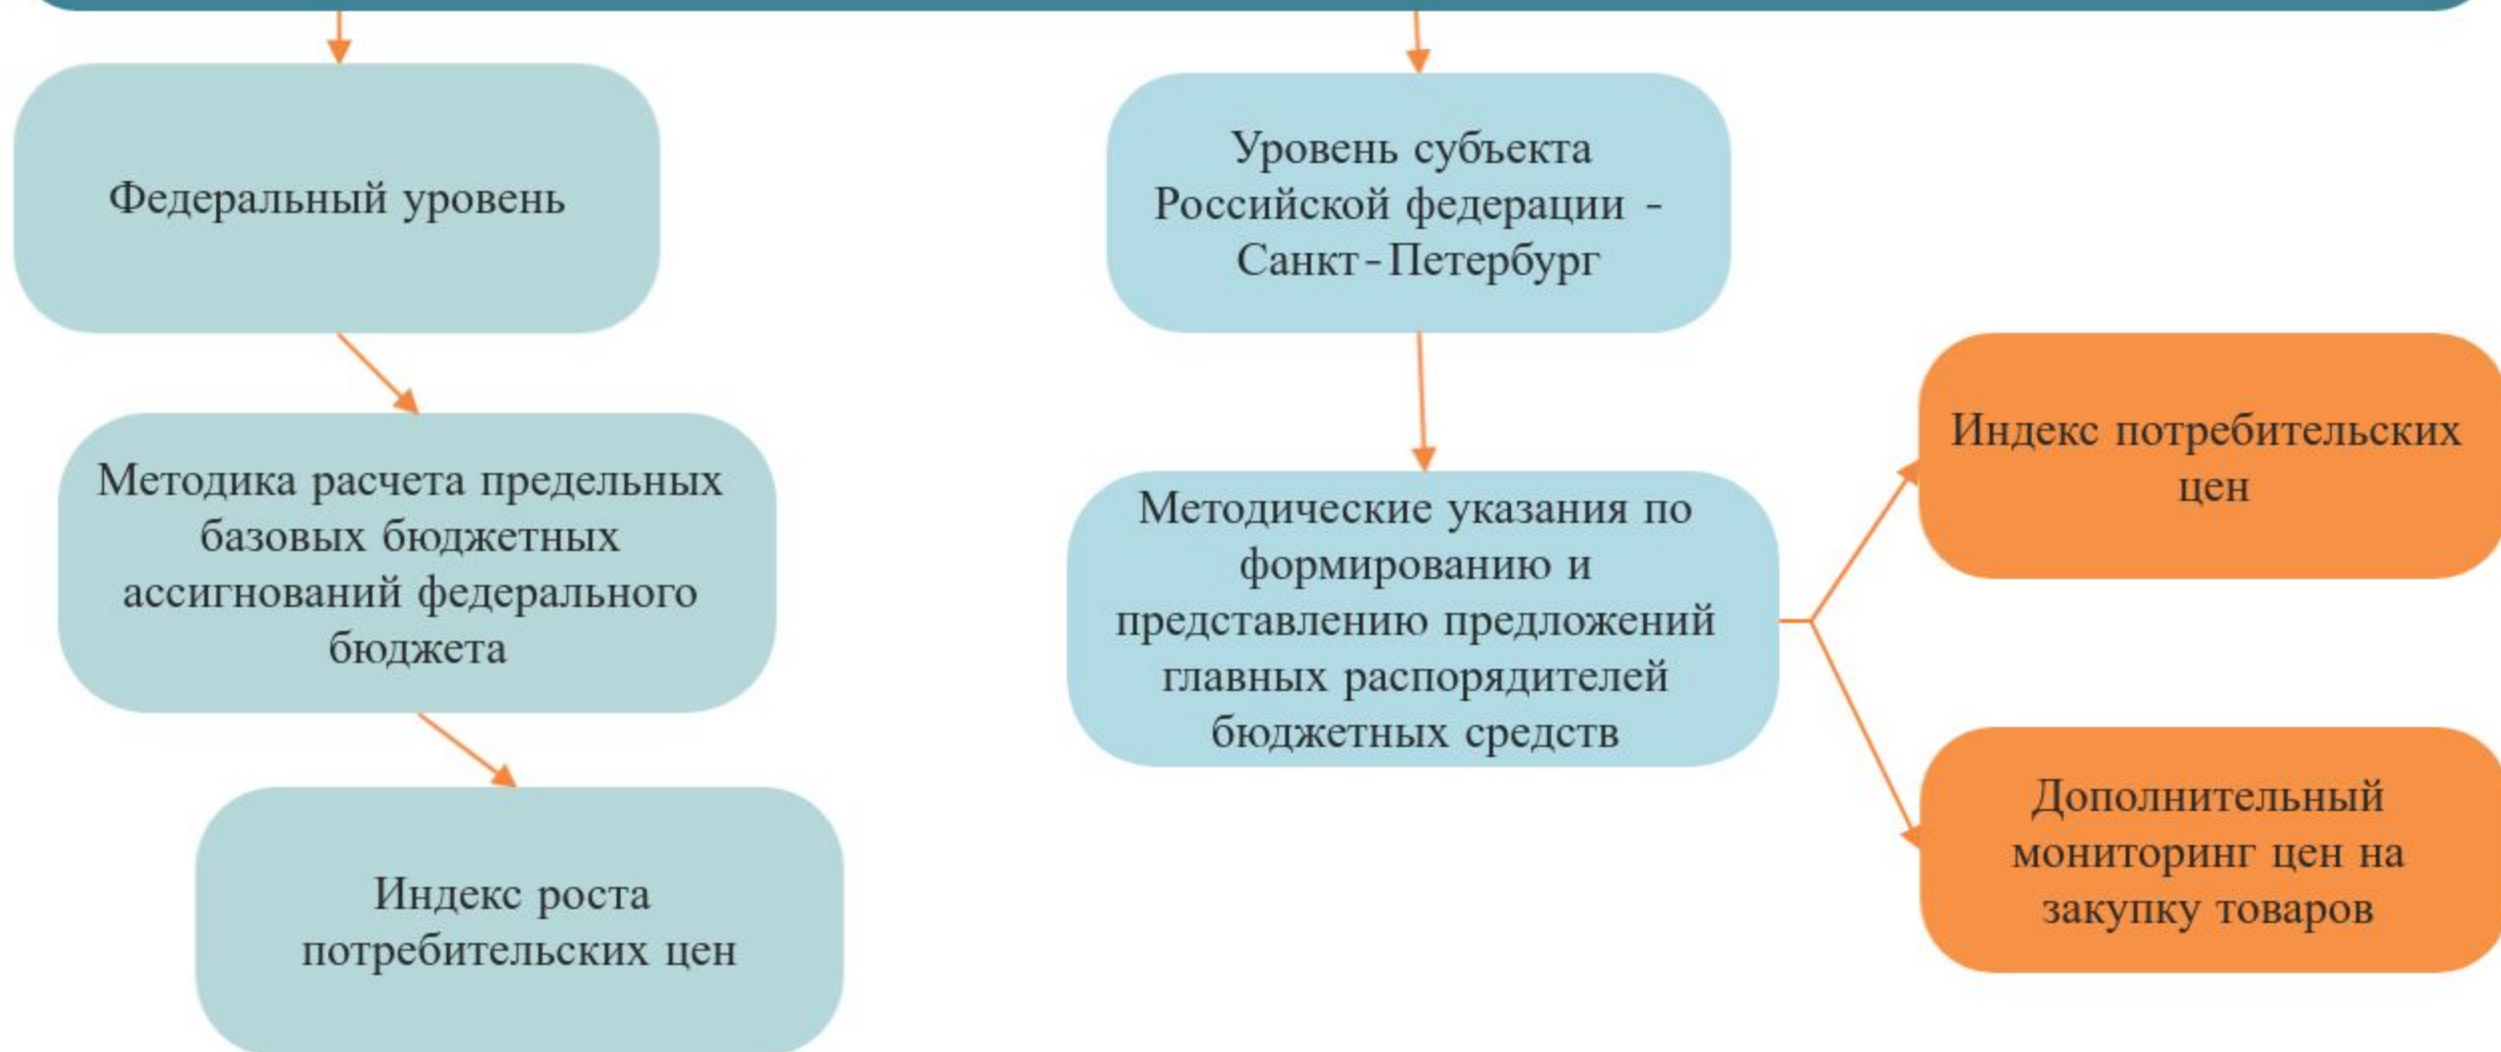 Федеральный уровень
Уровень субъекта
Российской федерации -
Санкт-Петербург
Методика расчета предельных
базовых бюджетных
ассигнований федерального
бюджета
Методические указания по
формированию и
представлению предложений
главных распорядителей
бюджетных средств
Индекс потребительских
цен
Дополнительный
мониторинг цен на
закупку товаров
Индекс роста
потребительских цен